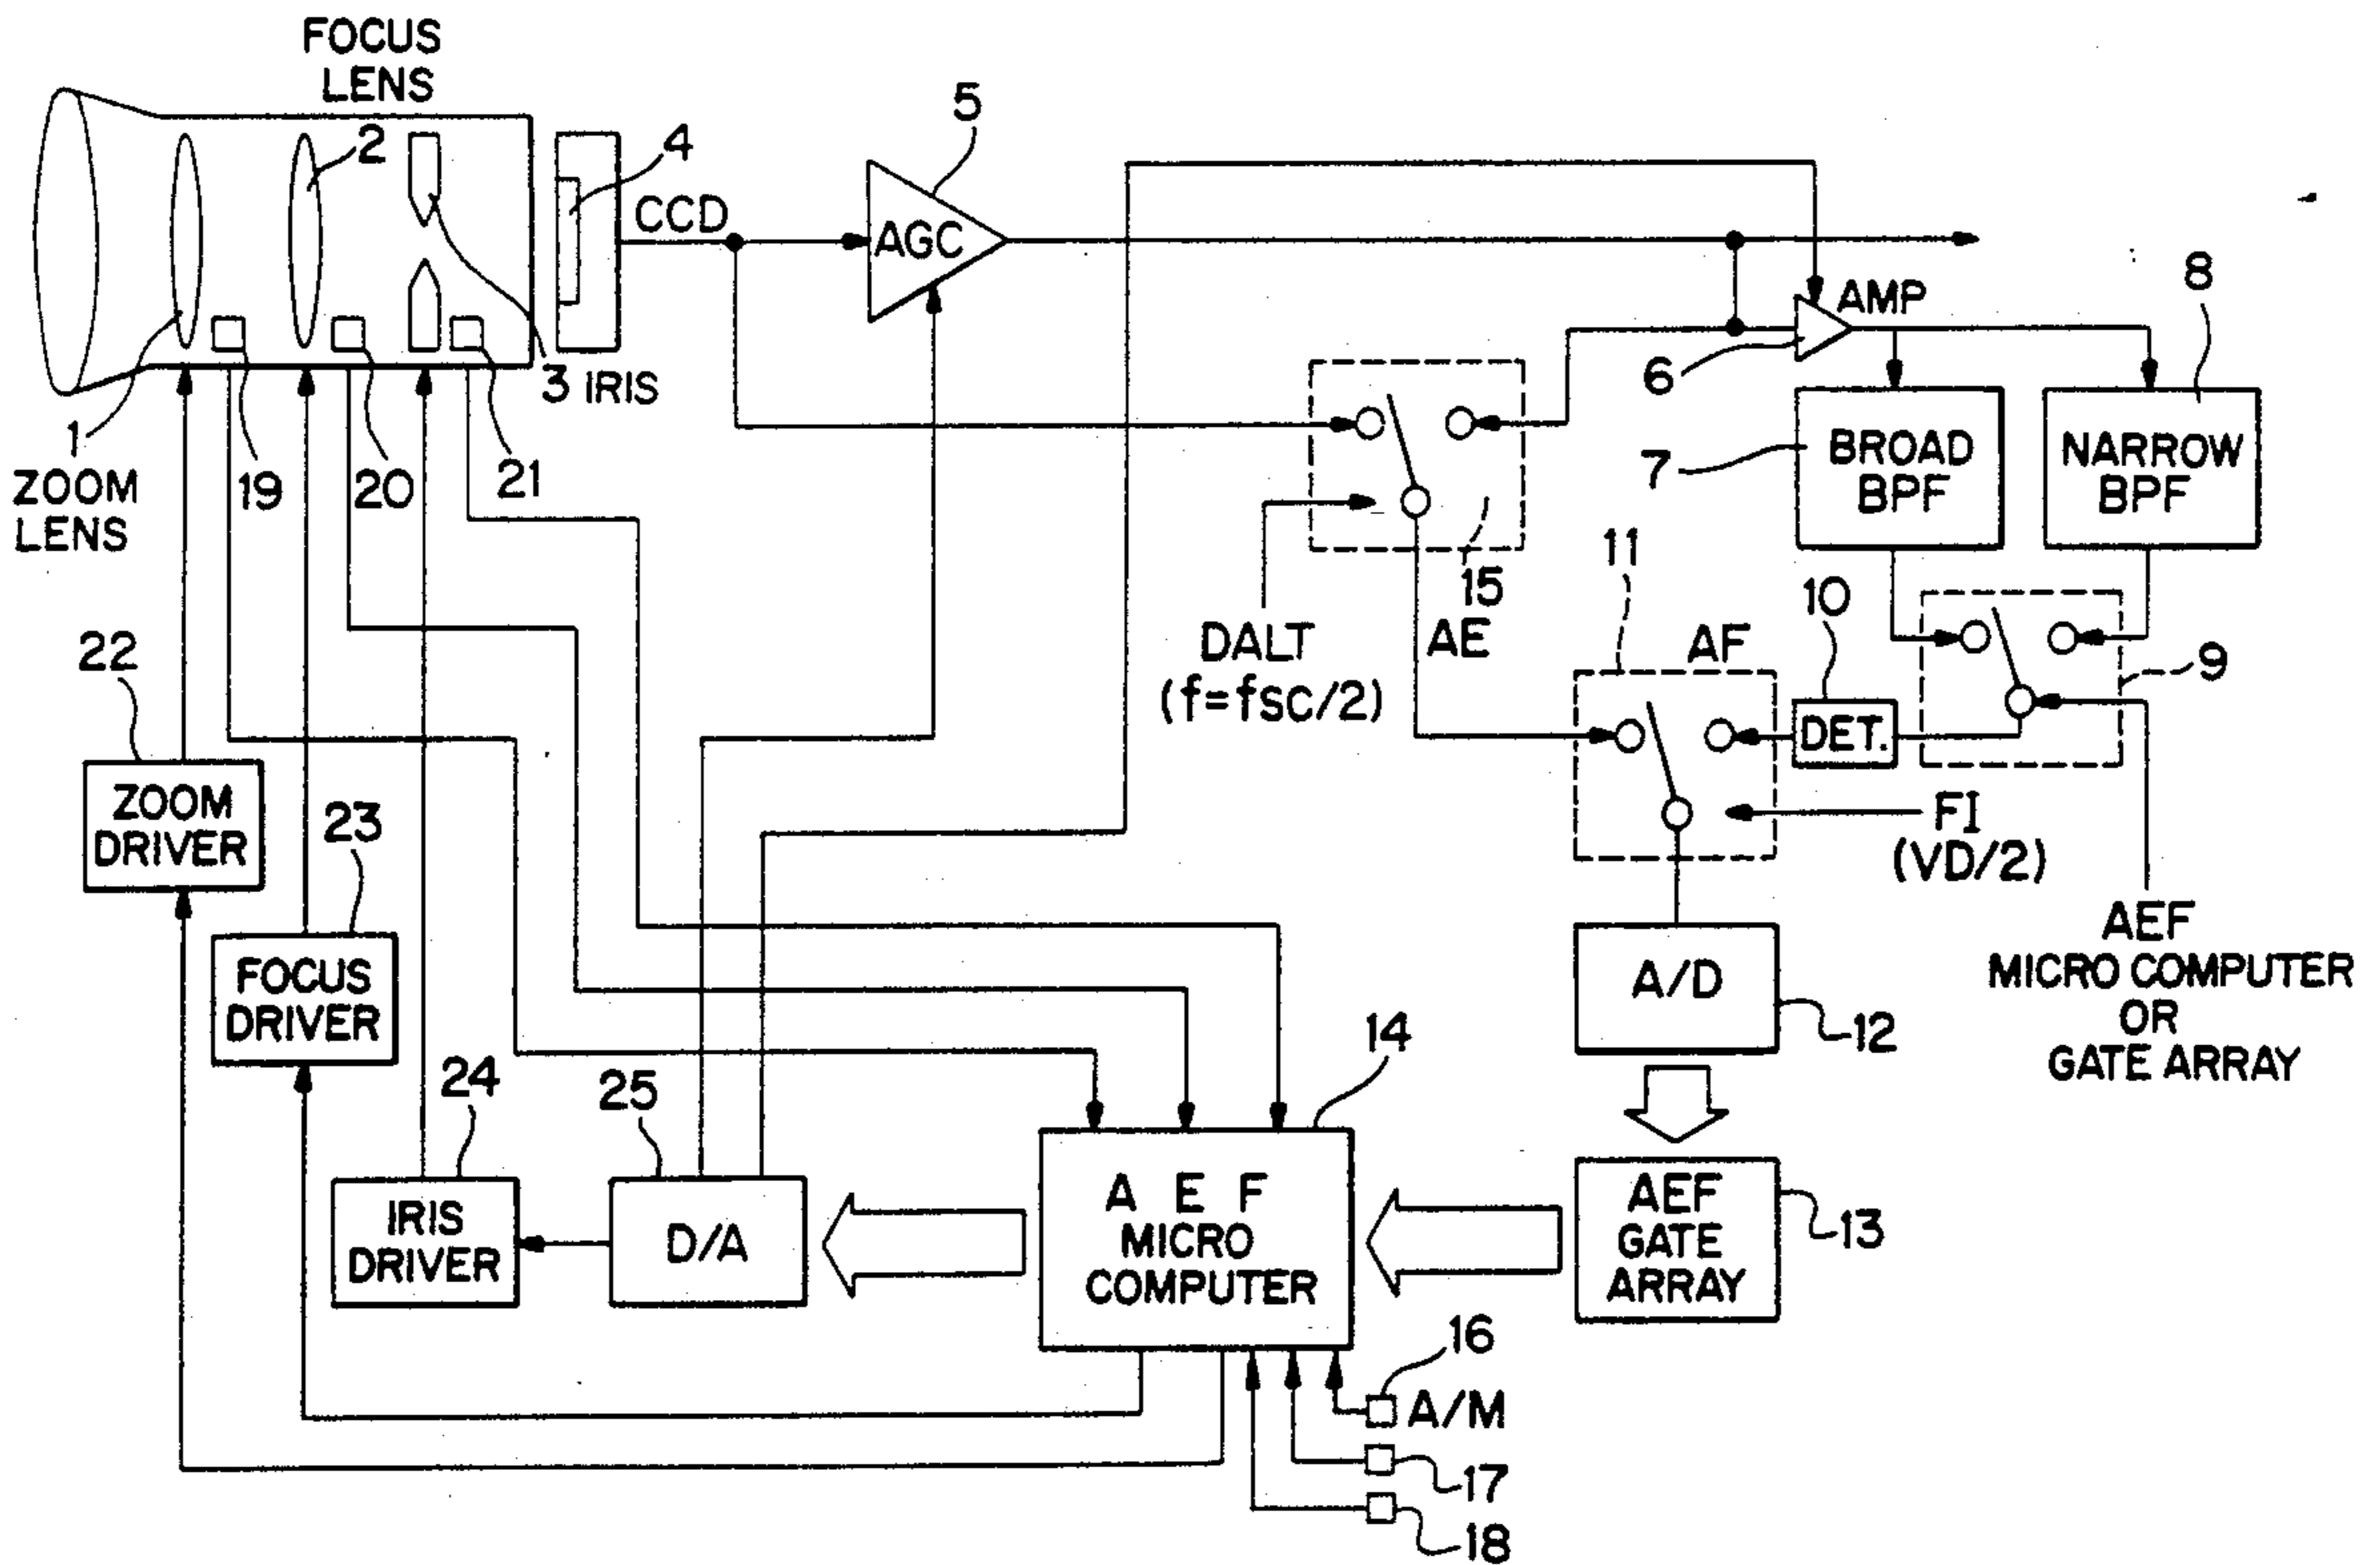 FOCUS
LENS
2
4
CCD
5
AGC
AMP
8
6
3 IRIS
1
ZOOM
LENS
19
20
21
7
BROAD
BPF
NARROW
BPF
15
DALT
(f=fsc/2)
AE
11
AF
10
DET.
9
FI
(VD/2)
AEF
MICRO COMPUTER
OR
GATE ARRAY
22
ZOOM
DRIVER
23
FOCUS
DRIVER
24
IRIS
DRIVER
25
D/A
14
A E F
MICRO
COMPUTER
A/D
12
AEF
GATE
ARRAY
13
16
A/M
17
18